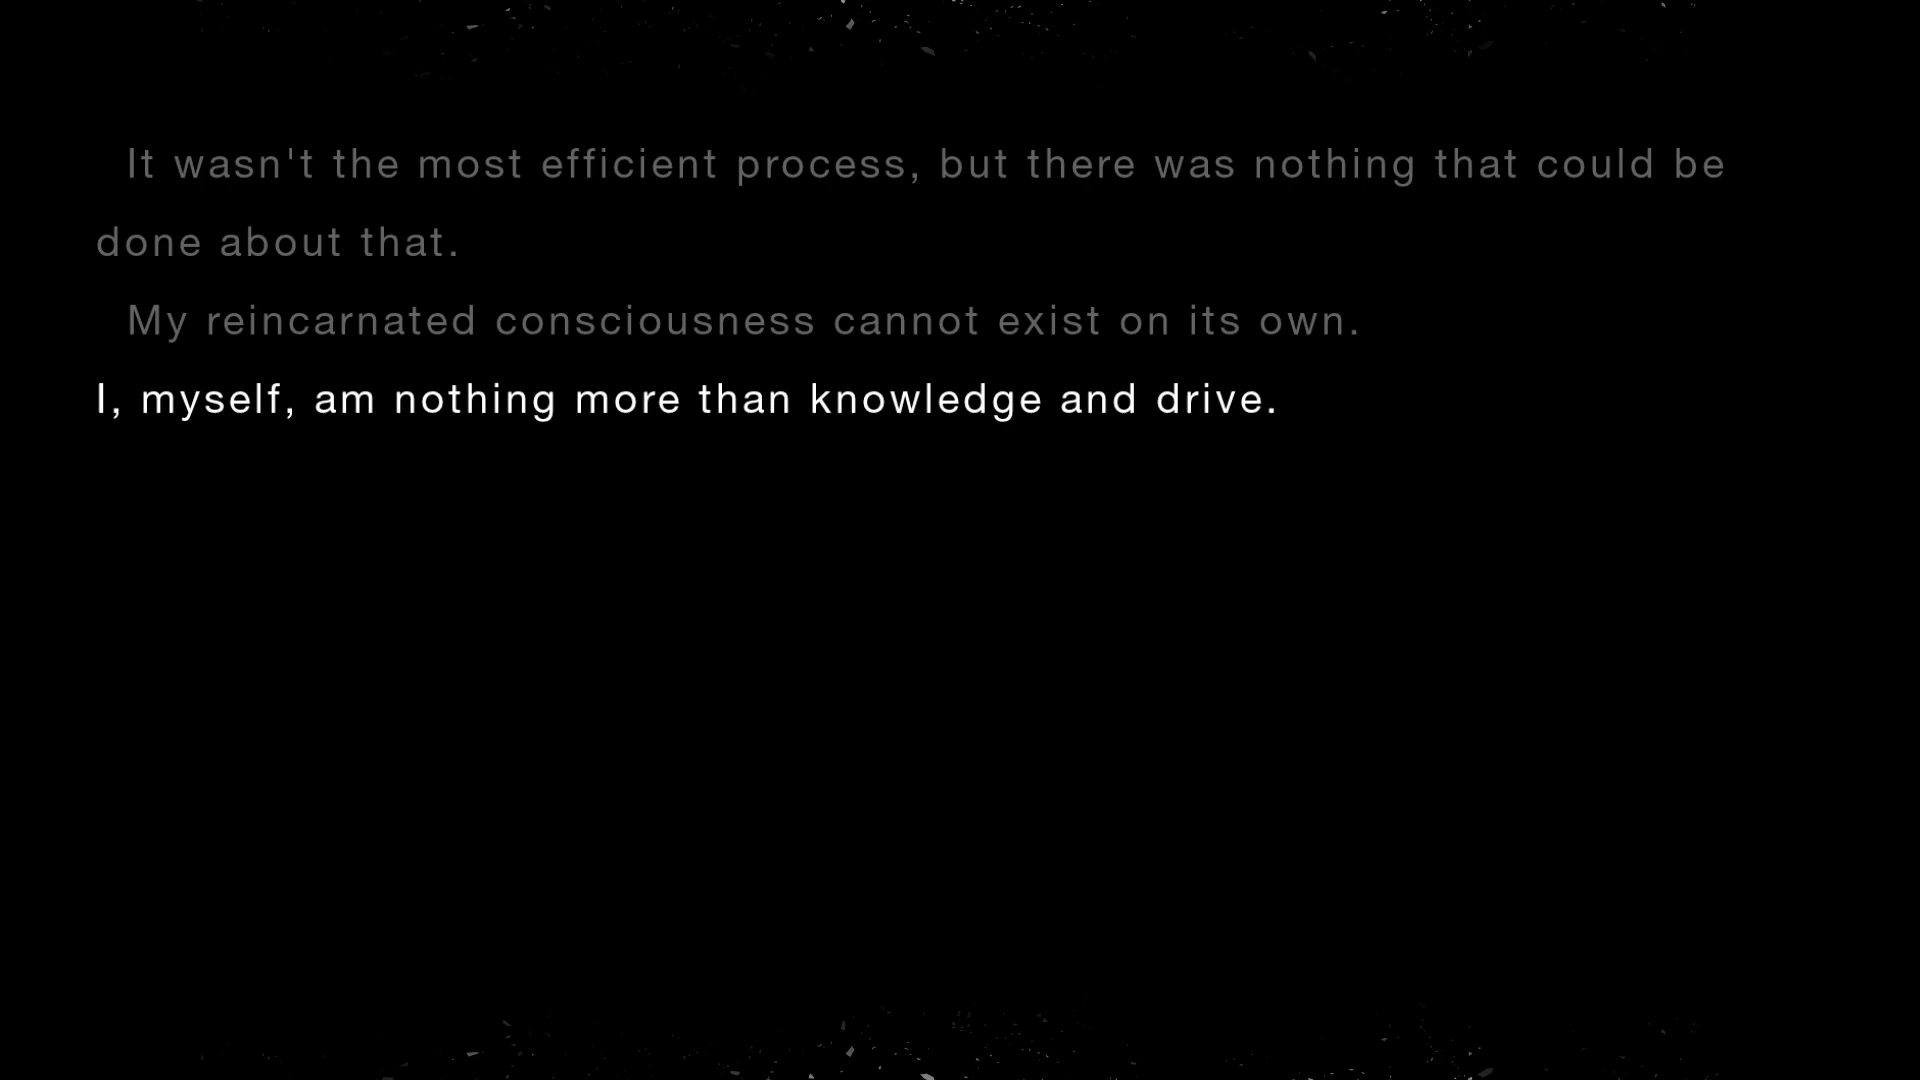 It wasn't the most efficient process, but there was nothing that could be
done about that.
My reincarnated consciousness cannot exist on its own.
I, myself, am nothing more than knowledge and drive.